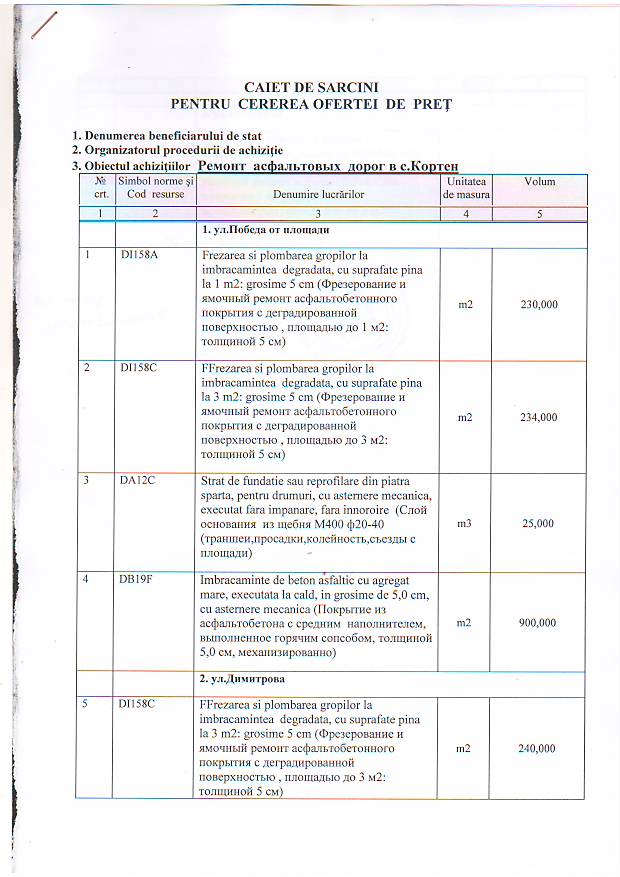 CAIET DE SARCINI
PENTRU CEREREA OFERTEI DE PREŢ
1. Denumerea beneficiarului de stat
2. Organizatorul procedurii de achiziţie
3. Obiectul achiziţiilor Ремонт асфальтовых дорог в с.Кортен
№ crt. Simbol norme şi Cod resurse Denumire lucrărilor Unitatea de masura Volum
1 2 3 4 5
1. ул.Победа от площади
1 DI158A Frezarea si plombarea gropilor la
imbracamintea degradata, cu suprafate pina
la 1 m2: grosime 5 cm (Фрезерование и
ямочный ремонт асфальтобетонного
покрытия с деградированной
поверхностью , площадью до 1 м2:
толщиной 5 см)
m2 230,000
2 DI158C FFrezarea si plombarea gropilor la
imbracamintea degradata, cu suprafate pina
la 3 m2: grosime 5 cm (Фрезерование и
ямочный ремонт асфальтобетонного
покрытия с деградированной
поверхностью , площадью до 3 м2:
толщиной 5 см)
m2 234,000
3 DA12C Strat de fundatie sau reprofilare din piatra
sparta, pentru drumuri, cu asternere mecanica,
executat fara impanare, fara innoroire (Слой
основания из щебня М400 ф20-40
(траншеи,просадки,колейность,съезды с
площади)
m3 25,000
4 DB19F Imbracaminte de beton asfaltic cu agregat
mare, executata la cald, in grosime de 5,0 cm,
cu asternere mecanica (Покрытие из
асфальтобетона с средним наполнителем,
выполненное горячим сопсобом, толщиной
5,0 см, механизированно)
m2 900,000
2. ул.Димитрова
5 DI158C FFrezarea si plombarea gropilor la
imbracamintea degradata, cu suprafate pina
la 3 m2: grosime 5 cm (Фрезерование и
ямочный ремонт асфальтобетонного
покрытия с деградированной
поверхностью , площадью до 3 м2:
толщиной 5 см)
m2 240,000